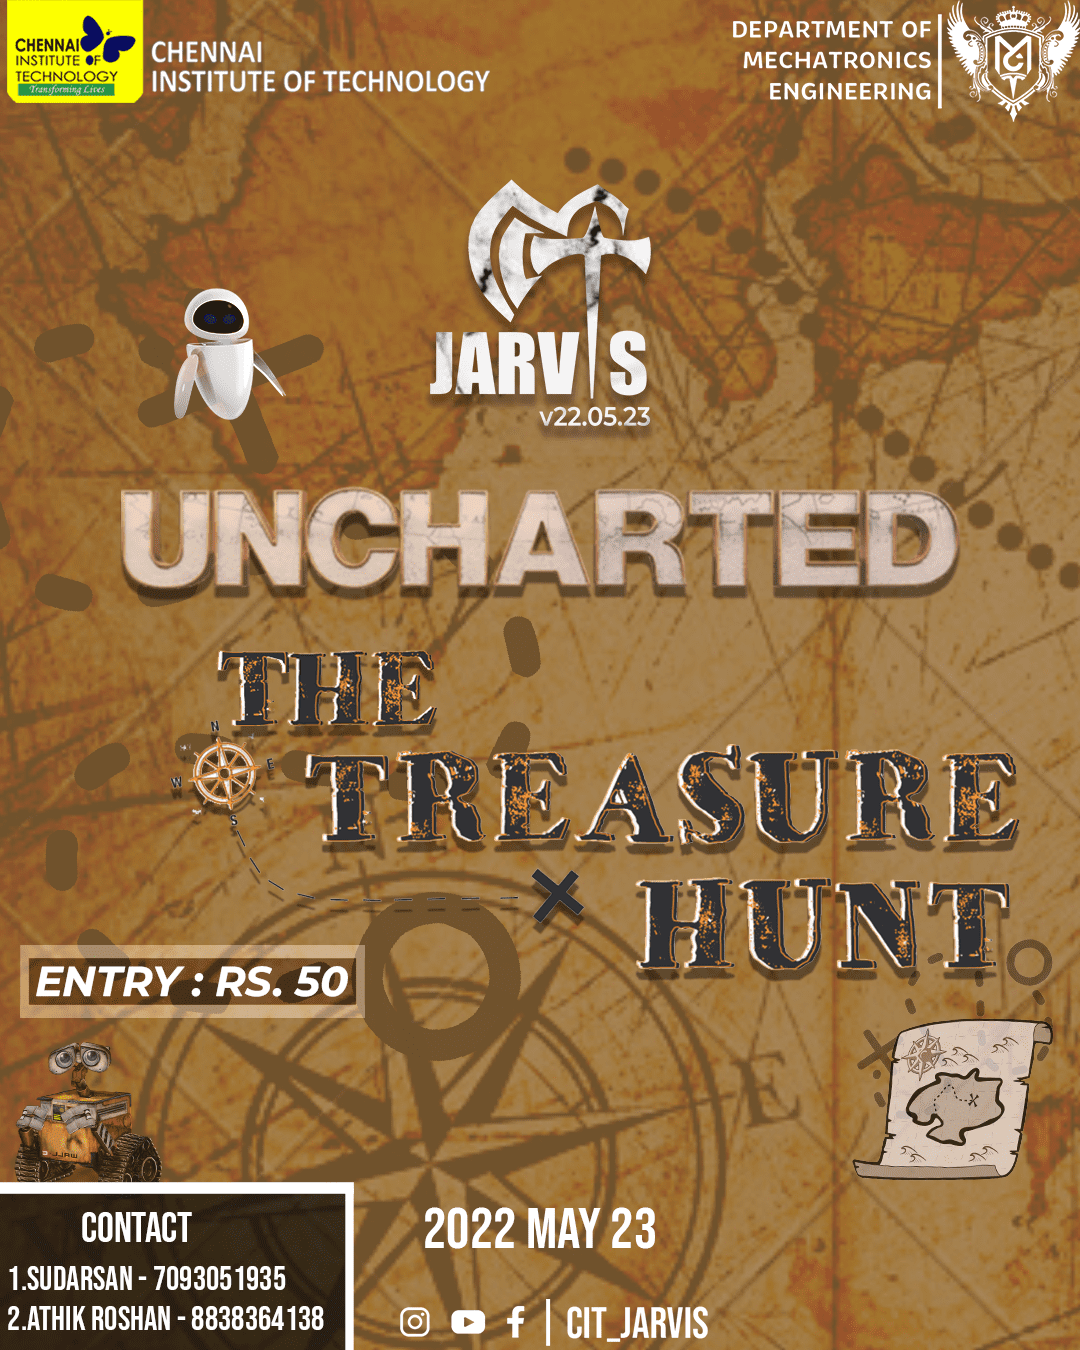 CHENNAI
INSTITUTE OF
TECHNOLOGY
Transforming Lives
CHENNAI
INSTITUTE OF TECHNOLOGY
DEPARTMENT OF
MECHATRONICS
ENGINEERING
JARVIS
v22.05.23
UNCHARTED
THE
TREASURE
HUNT
N
W
E
S
ENTRY : RS. 50
E
CONTACT
1.SUDARSAN - 7093051935
2.ATHIK ROSHAN - 8838364138
2022 MAY 23
CIT_JARVIS